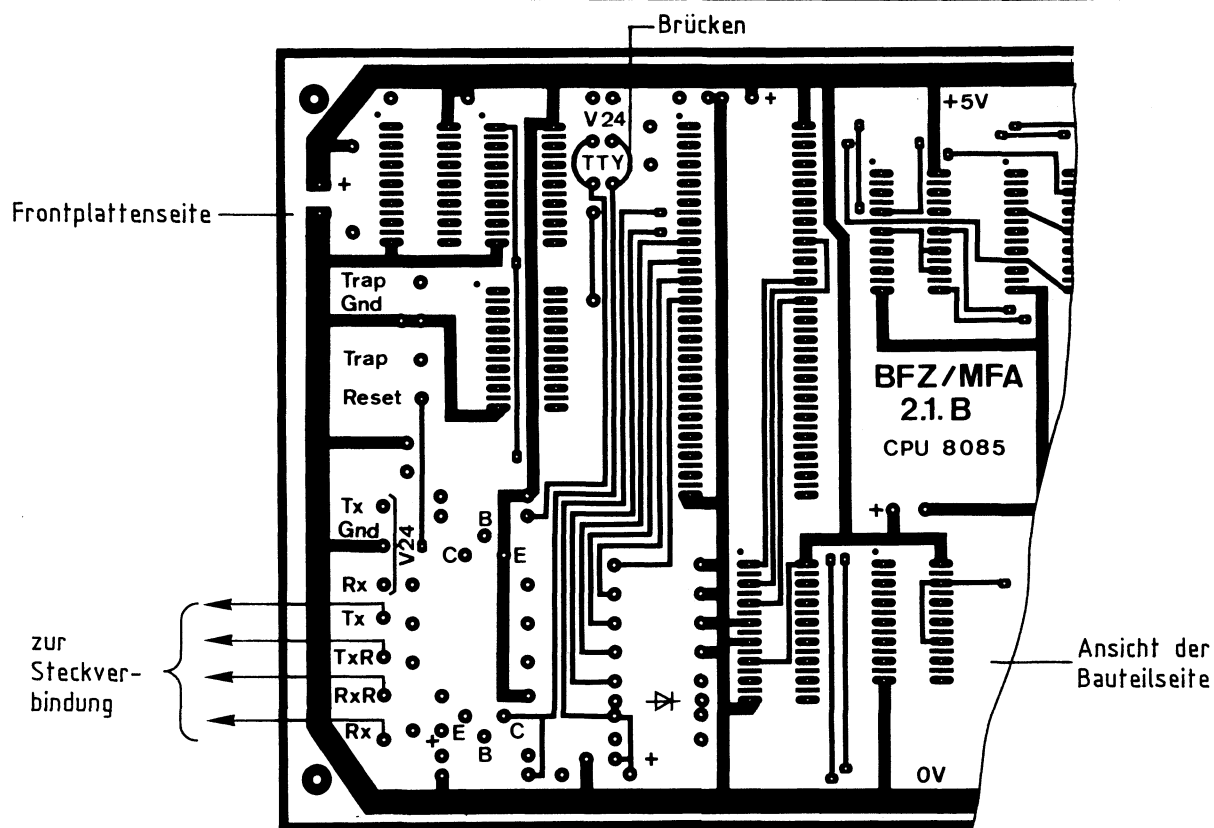 Brücken
+
+5V
V 24
TTY
+
Frontplattenseite
Trap
Gnd
Trap
Reset
BFZ/MFA
2.1. B
CPU 8085
Tx
Gnd
V24
Rx
B
C
E
+
Tx
TxR
RxR
Rx
zur
Steckver-
bindung
Ansicht der
Bauteilseite
+
E
B
C
+
0V